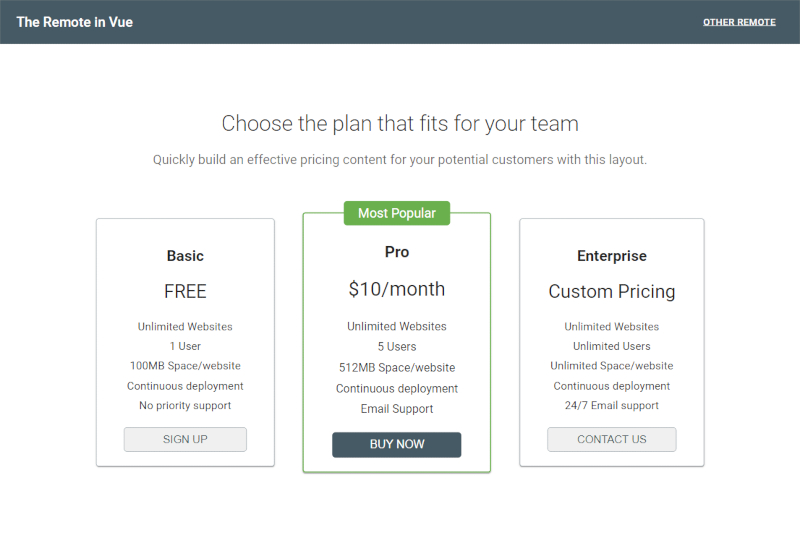 The Remote in Vue
OTHER REMOTE
Choose the plan that fits for your team
Quickly build an effective pricing content for your potential customers with this layout.
Basic
FREE
Unlimited Websites
1 User
100MB Space/website
Continuous deployment
No priority support
SIGN UP
Most Popular
Pro
$10/month
Unlimited Websites
5 Users
512MB Space/website
Continuous deployment
Email Support
BUY NOW
Enterprise
Custom Pricing
Unlimited Websites
Unlimited Users
Unlimited Space/website
Continuous deployment
24/7 Email support
CONTACT US